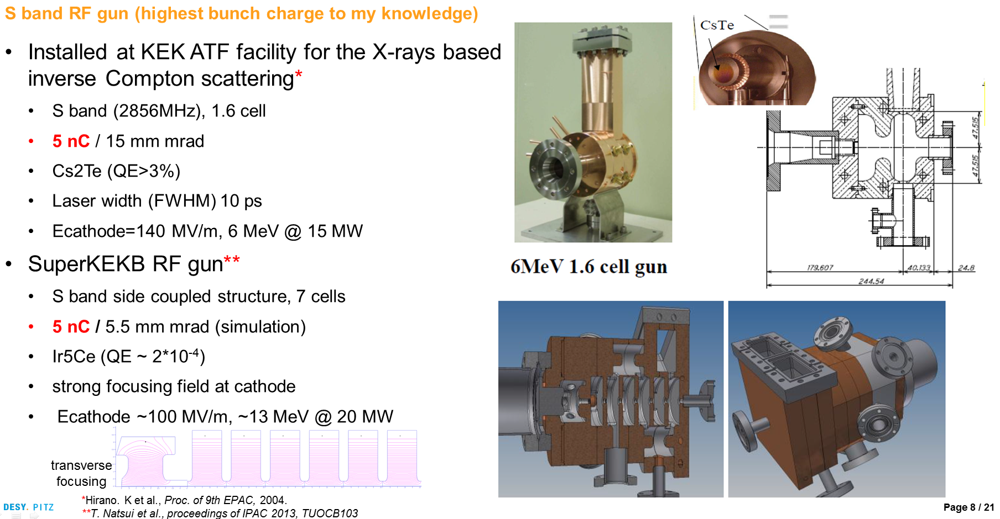 S band RF gun (highest bunch charge to my knowledge)
• Installed at KEK ATF facility for the X-rays based
inverse Compton scattering*
• S band (2856MHz), 1.6 cell
• 5 nC / 15 mm mrad
• Cs2Te (QE>3%)
• Laser width (FWHM) 10 ps
• Ecathode=140 MV/m, 6 MeV @ 15 MW
• SuperKEKB RF gun**
• S band side coupled structure, 7 cells
• 5 nC / 5.5 mm mrad (simulation)
• Ir5Ce (QE ~ 2*10-4)
• strong focusing field at cathode
• Ecathode ~100 MV/m, ~13 MeV @ 20 MW
transverse
focusing
*Hirano. K et al., Proc. of 9th EPAC, 2004.
**T. Natsui et al., proceedings of IPAC 2013, TUOCB103
DESY. PITZ
CsTe
6MeV 1.6 cell gun
47.515
47.515
179.607
40.133
24.8
244.54
Page 8 / 21